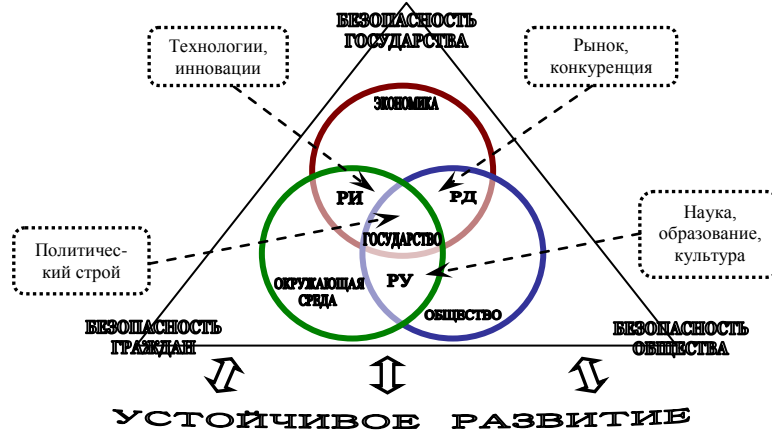 БЕЗОПАСНОСТЬ
ГОСУДАРСТВА
Технологии,
инновации
Рынок,
конкуренция
ЭКОНОМИКА
РИ
РД
ГОСУДАРСТВО
Политичес-
кий строй
Наука,
образование,
культура
ОКРУЖАЮЩАЯ
СРЕДА
РУ
ОБЩЕСТВО
БЕЗОПАСНОСТЬ
ГРАЖДАН
БЕЗОПАСНОСТЬ
ОБЩЕСТВА
УСТОЙЧИВОЕ РАЗВИТИЕ